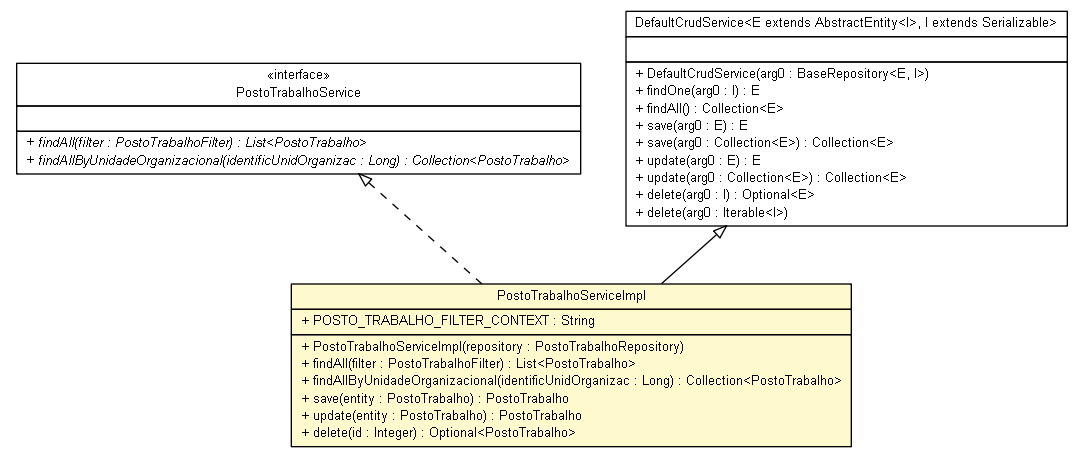 «interface»
PostoTrabalhoService
+ findAll(filter : PostoTrabalhoFilter) : List<PostoTrabalho>
+ findAllByUnidadeOrganizacional(identificUnidOrganizac : Long) : Collection<PostoTrabalho>
DefaultCrudService<E extends AbstractEntity<I>, I extends Serializable>
+ DefaultCrudService(arg0 : BaseRepository<E, I>)
+ findOne(arg0 : I) : E
+ findAll() : Collection<E>
+ save(arg0 : E) : E
+ save(arg0 : Collection<E>) : Collection<E>
+ update(arg0 : E) : E
+ update(arg0 : Collection<E>) : Collection<E>
+ delete(arg0 : I) : Optional<E>
+ delete(arg0 : Iterable<I>)
PostoTrabalhoServiceImpl
+ POSTO_TRABALHO_FILTER_CONTEXT : String
+ PostoTrabalhoServiceImpl(repository : PostoTrabalhoRepository)
+ findAll(filter : PostoTrabalhoFilter) : List<PostoTrabalho>
+ findAllByUnidadeOrganizacional(identificUnidOrganizac : Long) : Collection<PostoTrabalho>
+ save(entity : PostoTrabalho) : PostoTrabalho
+ update(entity : PostoTrabalho) : PostoTrabalho
+ delete(id : Integer) : Optional<PostoTrabalho>